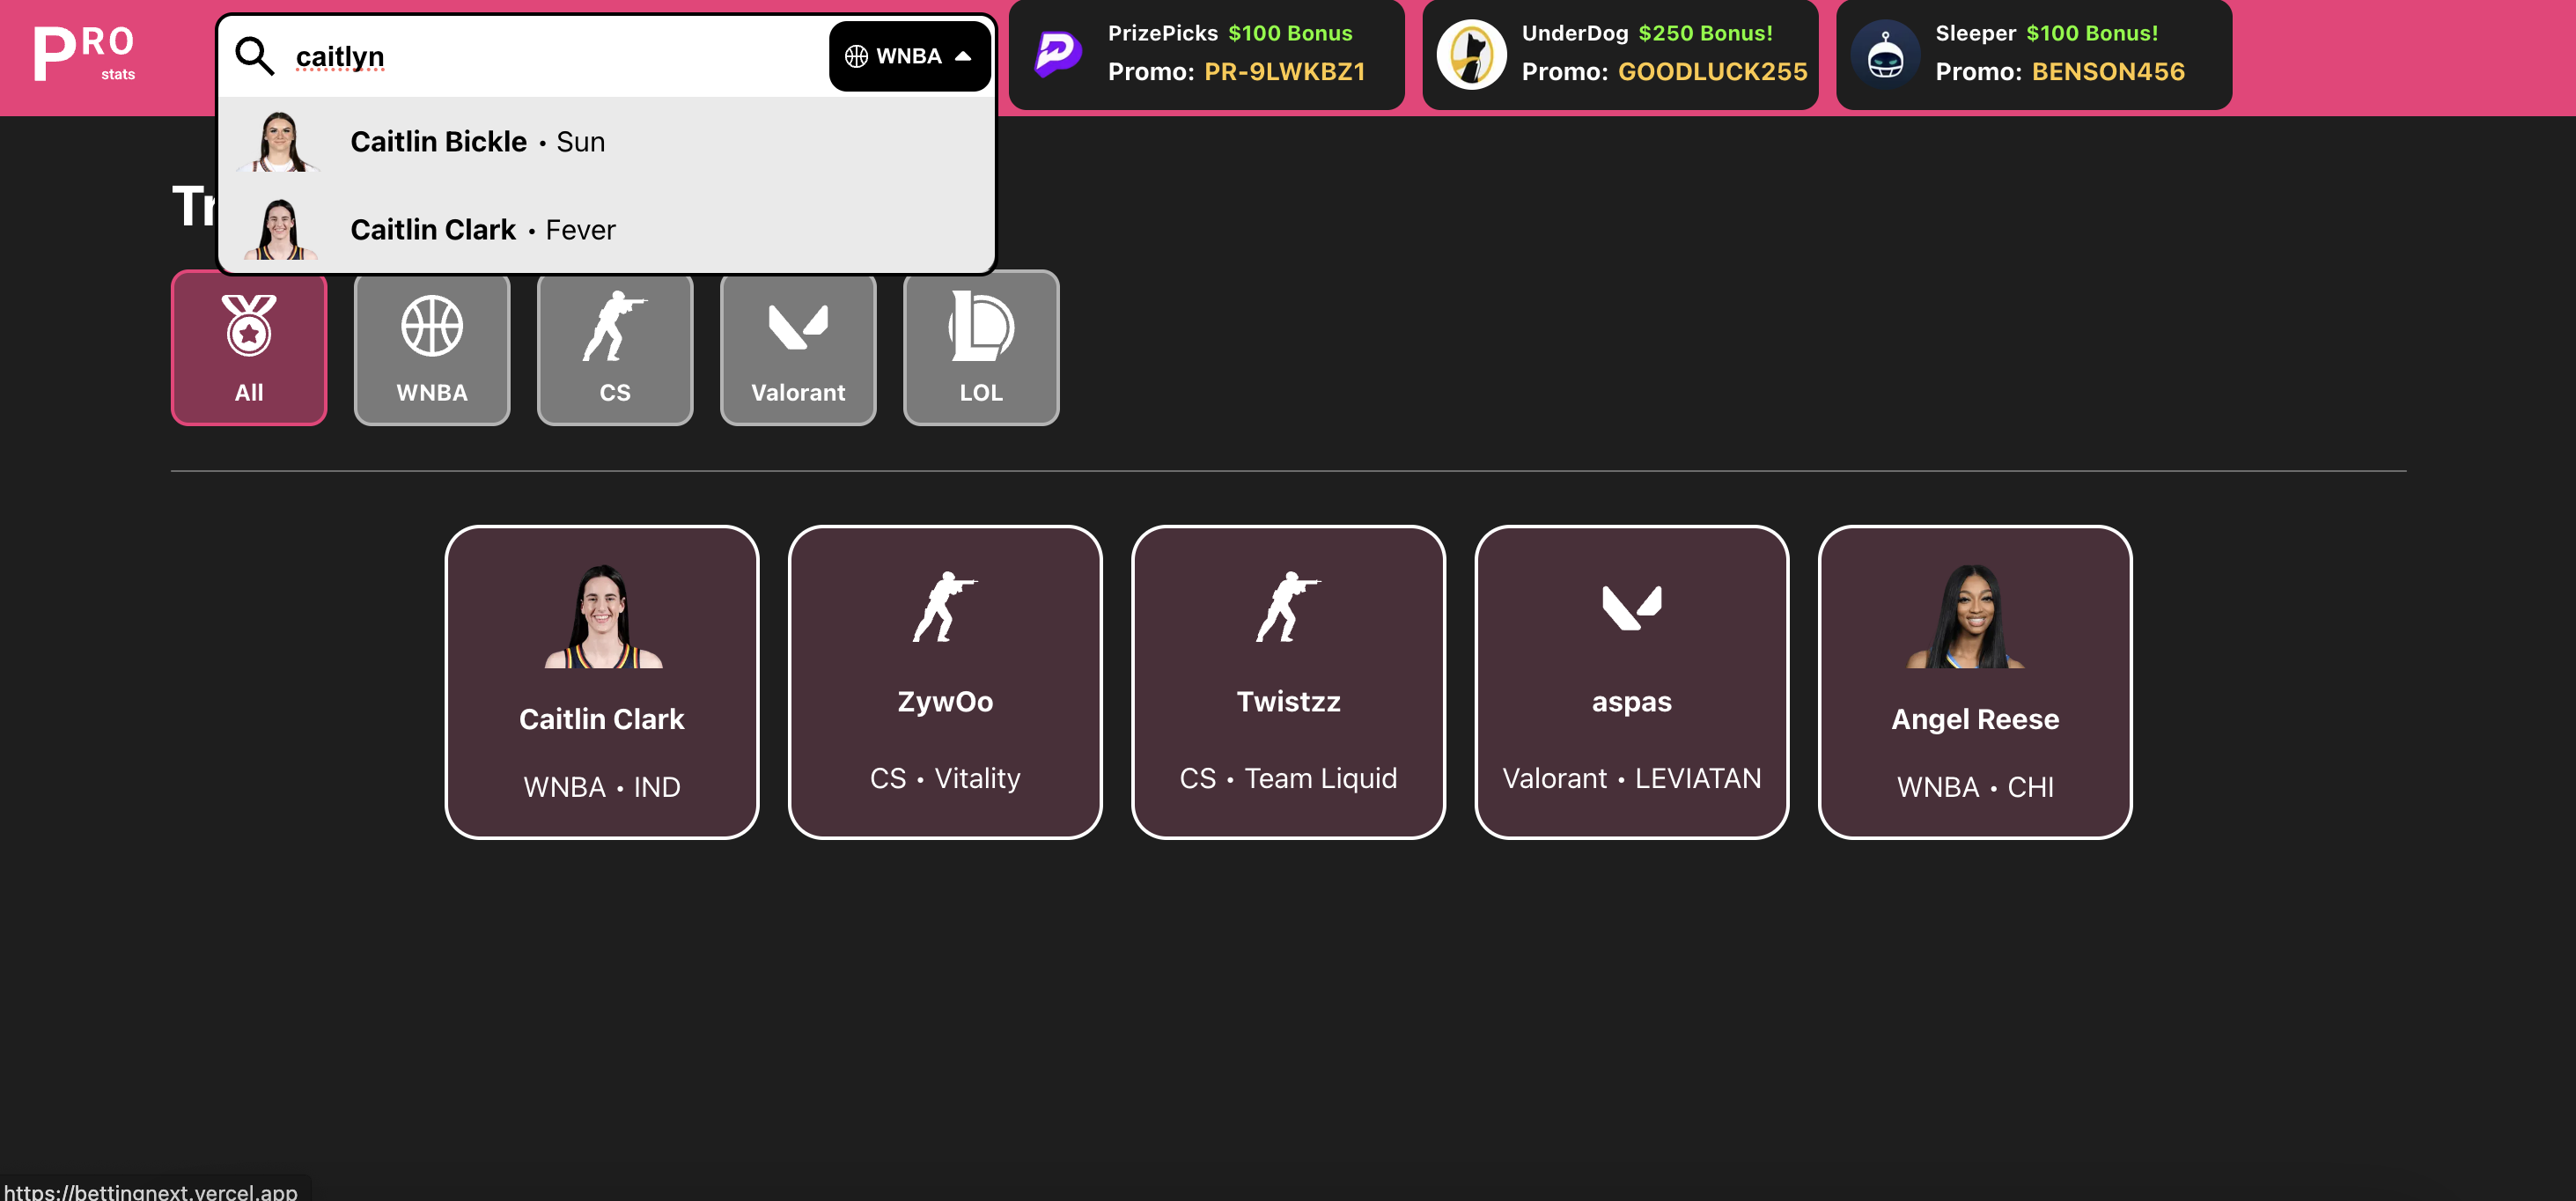 PRO
stats
caitlyn
WNBA
Caitlin Bickle • Sun
Caitlin Clark • Fever
PrizePicks $100 Bonus
Promo: PR-9LWKBZ1
UnderDog $250 Bonus!
Promo: GOODLUCK255
Sleeper $100 Bonus!
Promo: BENSON456
Tr
All
WNBA
CS
Valorant
LOL
Caitlin Clark
WNBA • IND
ZywOo
CS • Vitality
Twistzz
CS • Team Liquid
aspas
Valorant • LEVIATAN
Angel Reese
WNBA • CHI
https://bettingnext.vercel.app